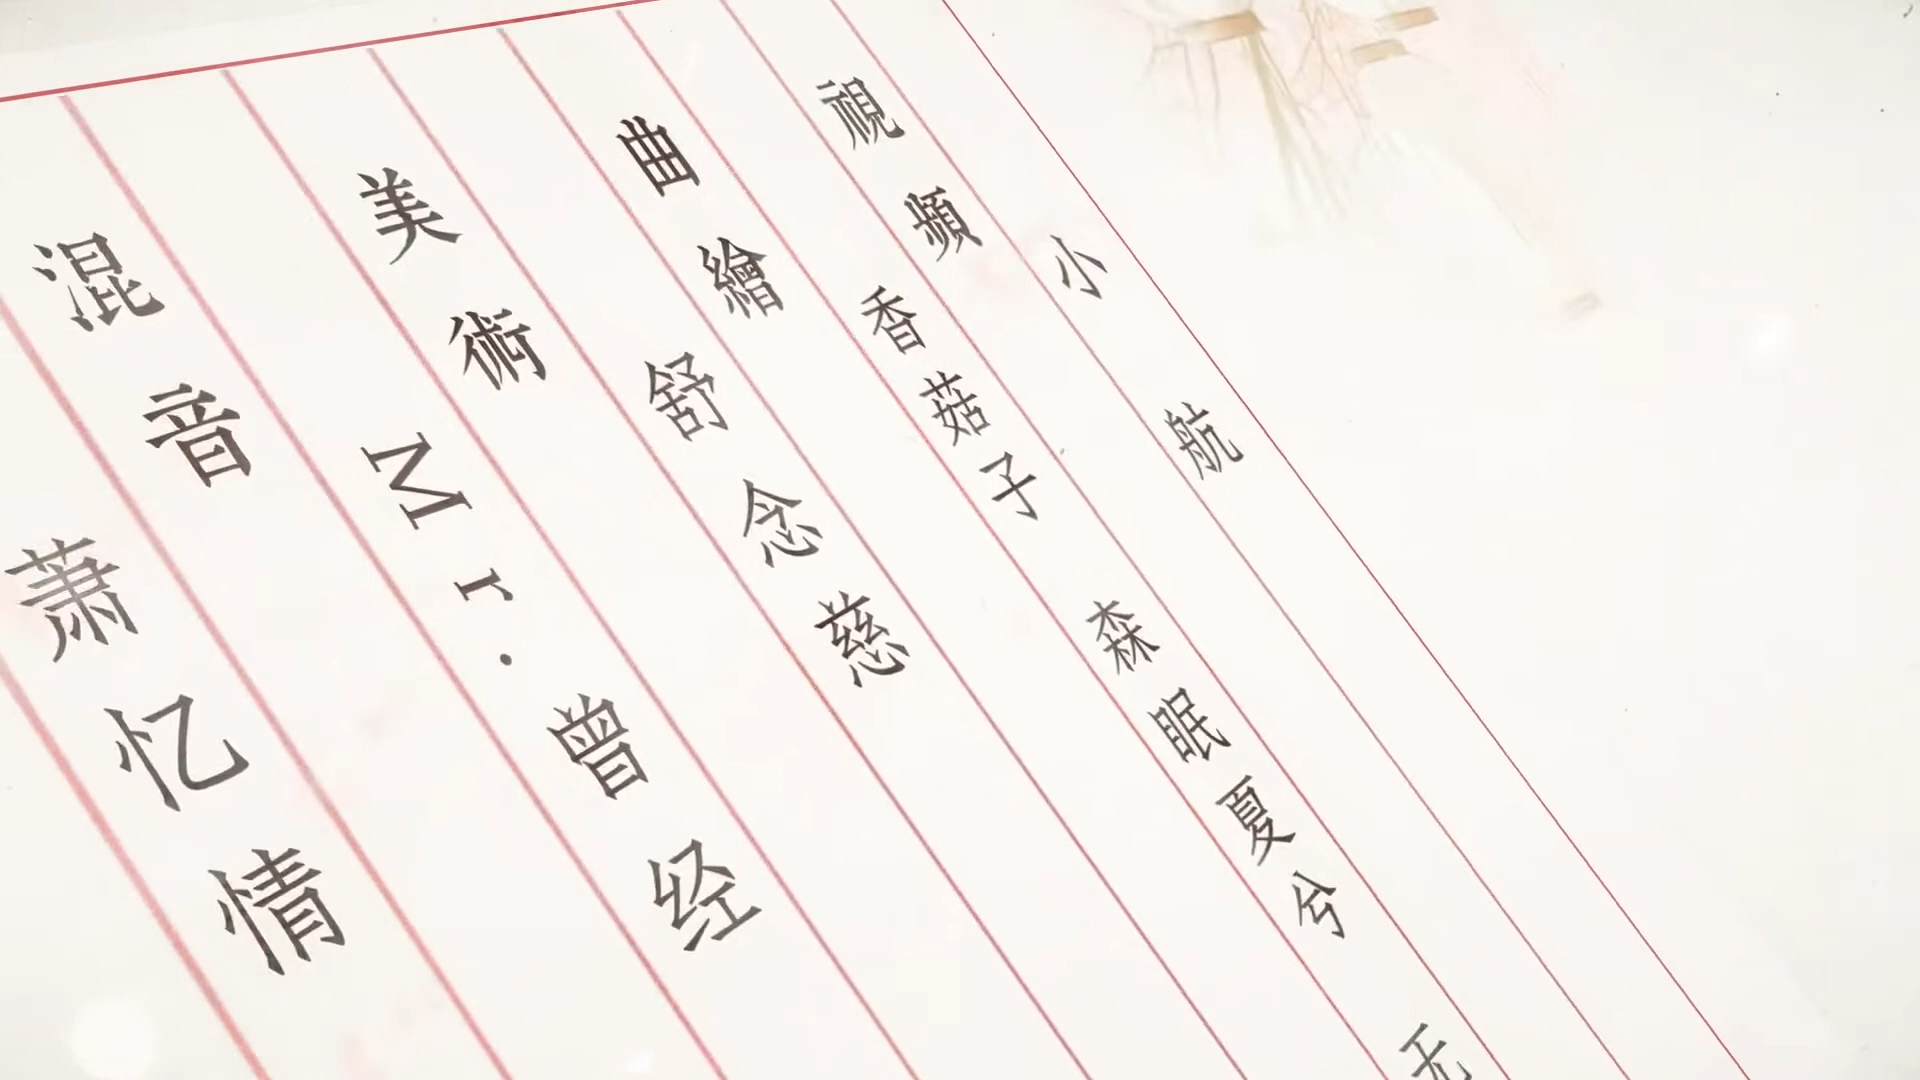 小航
視頻
香菇子 森眠夏兮
曲繪
舒念慈
美術
Mr.曾经
混音
萧忆情